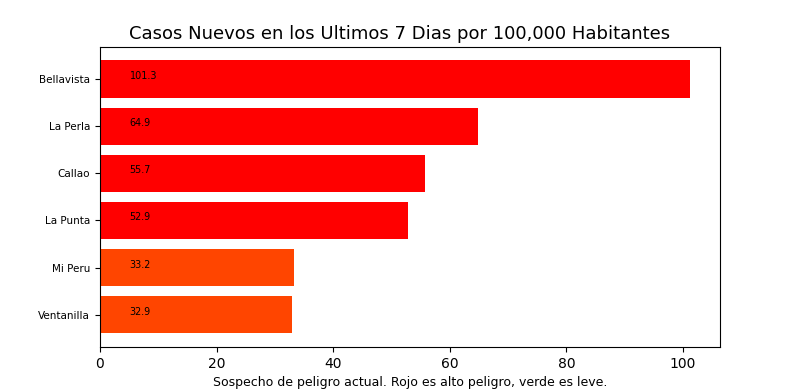 Casos Nuevos en los Ultimos 7 Dias por 100,000 Habitantes
Bellavista 101.3
La Perla 64.9
Callao 55.7
La Punta 52.9
Mi Peru 33.2
Ventanilla 32.9
0 20 40 60 80 100
Sospecho de peligro actual. Rojo es alto peligro, verde es leve.